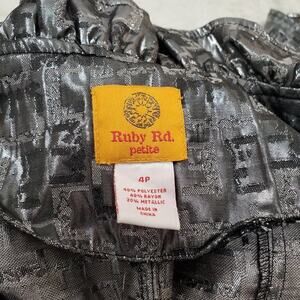 Ruby Rd.
petite
4P
40% POLYESTER
40% RAYON
20% METALLIC
MADE IN
CHINA